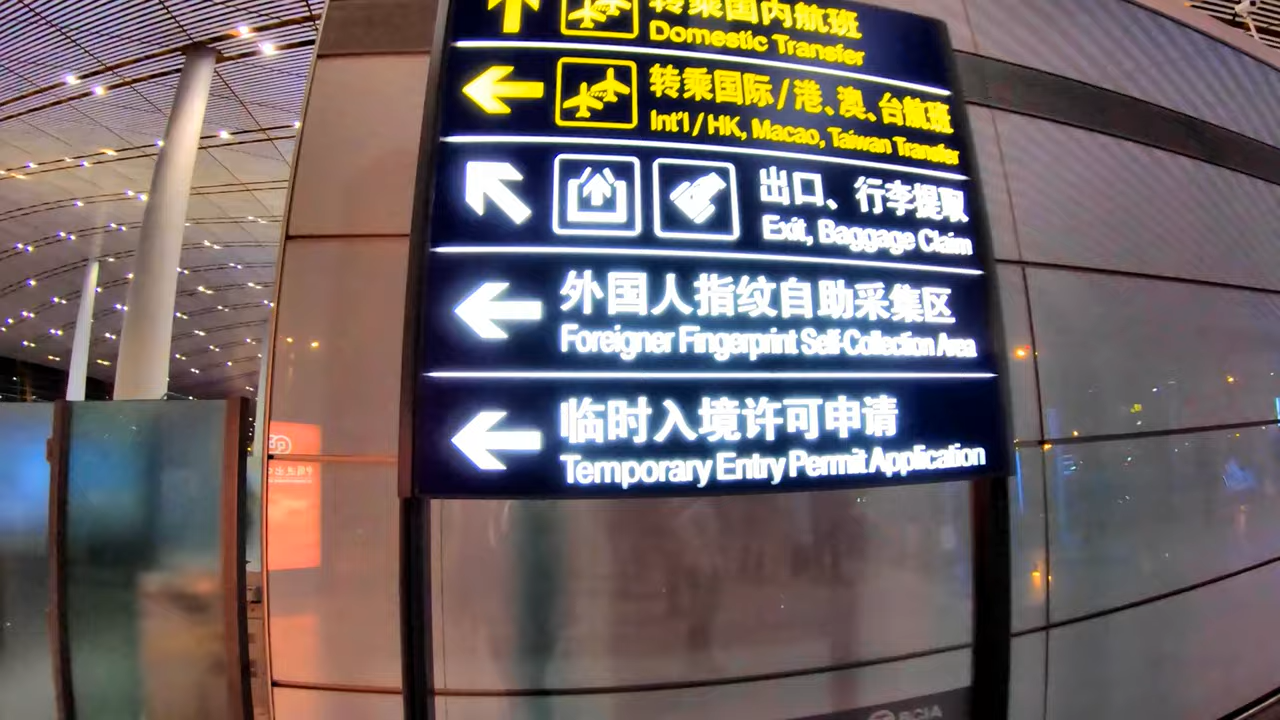 转乘国内航班
Domestic Transfer
转乘国际/港、澳、台航班
Int'l / HK, Macao, Taiwan Transfer
出口、行李提取
Exit, Baggage Claim
外国人指纹自助采集区
Foreigner Fingerprint Self-Collection Area
临时入境许可申请
Temporary Entry Permit Application
BCIA